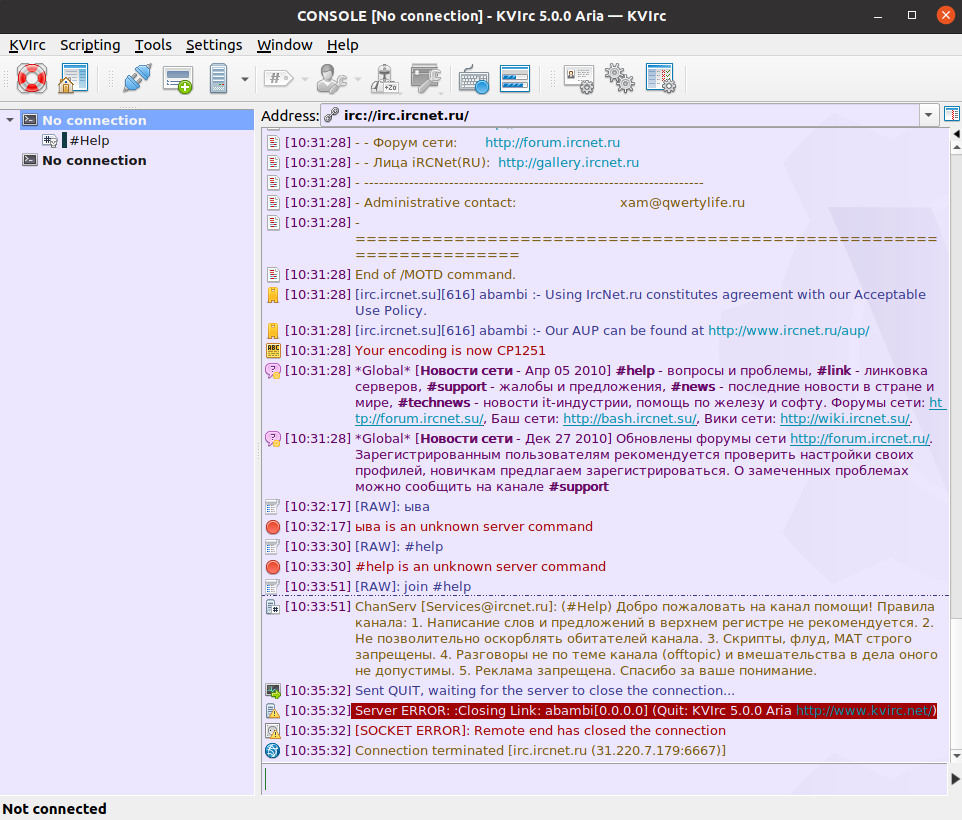 CONSOLE [No connection] - KVIrc 5.0.0 Aria — KVIrc
KVIrc Scripting Tools Settings Window Help
No connection
#Help
No connection
Address: irc://irc.ircnet.ru/
[10:31:28] - - Форум сети: http://forum.ircnet.ru
[10:31:28] - - Лица iRCNet(RU): http://gallery.ircnet.ru
[10:31:28] - --------------------------------------------------------------------
[10:31:28] - Administrative contact: xam@qwertylife.ru
[10:31:28] -
=====================================================
===============
[10:31:28] End of /MOTD command.
[10:31:28] [irc.ircnet.su][616] abambi :- Using IrcNet.ru constitutes agreement with our Acceptable
Use Policy.
[10:31:28] [irc.ircnet.su][616] abambi :- Our AUP can be found at http://www.ircnet.ru/aup/
[10:31:28] Your encoding is now CP1251
[10:31:28] *Global* [Новости сети - Апр 05 2010] #help - вопросы и проблемы, #link - линковка
серверов, #support - жалобы и предложения, #news - последние новости в стране и
мире, #technews - новости it-индустрии, помощь по железу и софту. Форумы сети: ht
tp://forum.ircnet.su/, Баш сети: http://bash.ircnet.su/, Вики сети: http://wiki.ircnet.su/.
[10:31:28] *Global* [Новости сети - Дек 27 2010] Обновлены форумы сети http://forum.ircnet.ru/.
Зарегистрированным пользователям рекомендуется проверить настройки своих
профилей, новичкам предлагаем зарегистрироваться. О замеченных проблемах
можно сообщить на канале #support
[10:32:17] [RAW]: ыва
[10:32:17] ыва is an unknown server command
[10:33:30] [RAW]: #help
[10:33:30] #help is an unknown server command
[10:33:51] [RAW]: join #help
[10:33:51] ChanServ [Services@ircnet.ru]: (#Help) Добро пожаловать на канал помощи! Правила
канала: 1. Написание слов и предложений в верхнем регистре не рекомендуется. 2.
Не позволительно оскорблять обитателей канала. 3. Скрипты, флуд, МАТ строго
запрещены. 4. Разговоры не по теме канала (offtopic) и вмешательства в дела оного
не допустимы. 5. Реклама запрещена. Спасибо за ваше понимание.
[10:35:32] Sent QUIT, waiting for the server to close the connection...
[10:35:32] Server ERROR: :Closing Link: abambi[0.0.0.0] (Quit: KVIrc 5.0.0 Aria http://www.kvirc.net/)
[10:35:32] [SOCKET ERROR]: Remote end has closed the connection
[10:35:32] Connection terminated [irc.ircnet.ru (31.220.7.179:6667)]
Not connected